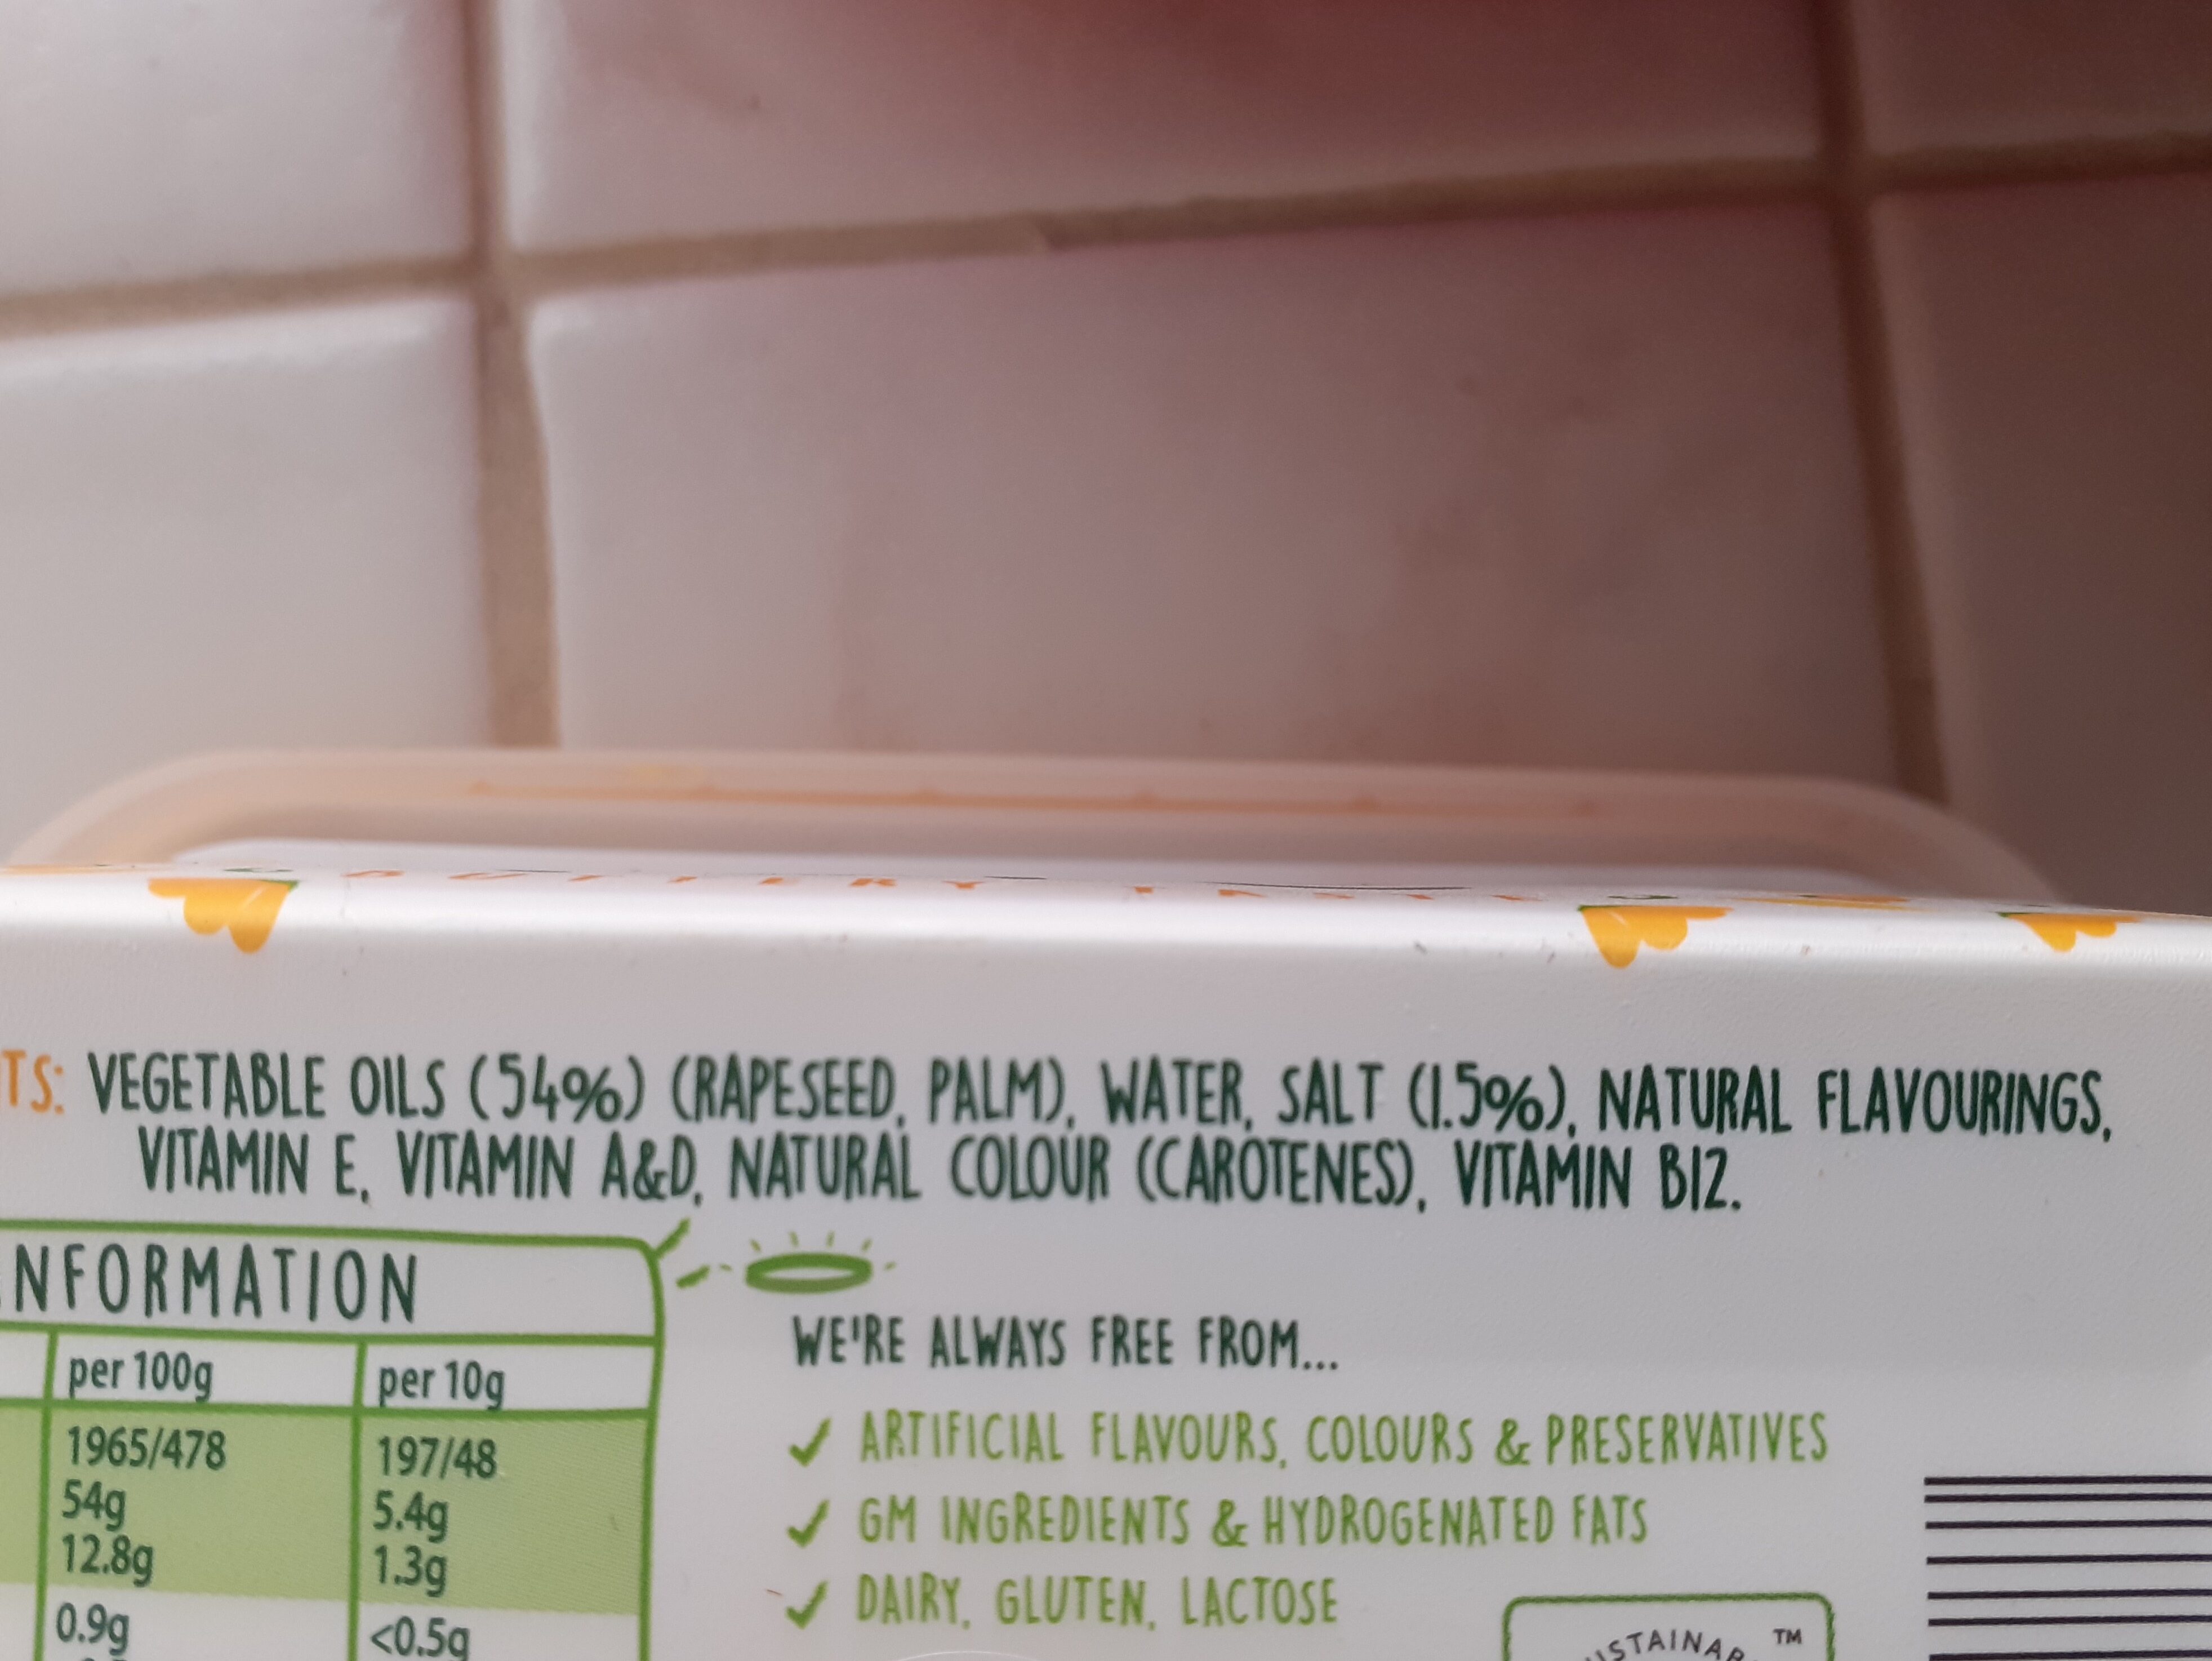 TS: VEGETABLE OILS (54%) (RAPESEED, PALM), WATER, SALT (1.5%), NATURAL FLAVOURINGS,
VITAMIN E, VITAMIN A&D, NATURAL COLOUR (CAROTENES), VITAMIN B12.
NFORMATION
per 100g per 10g
1965/478 197/48
54g 5.4g
12.8g 1.3g
0.9g <0.5g
WE'RE ALWAYS FREE FROM...
✓ ARTIFICIAL FLAVOURS, COLOURS & PRESERVATIVES
✓ GM INGREDIENTS & HYDROGENATED FATS
✓ DAIRY, GLUTEN, LACTOSE
TM